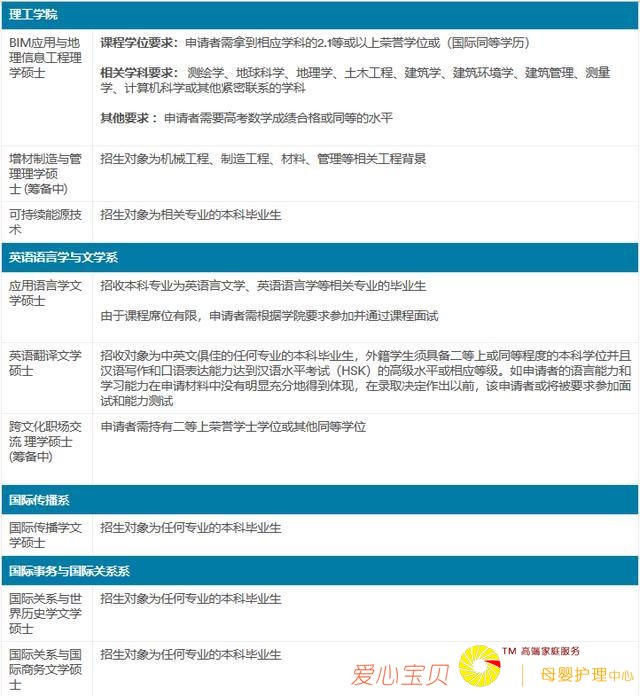 理工学院
BIM应用与地
理信息工程理
学硕士
课程学位要求：申请者需拿到相应学科的2.1等或以上荣誉学位或（国际同等学历）
相关学科要求：测绘学、地球科学、地理学、土木工程、建筑学、建筑环境学、建筑管理、测量
学、计算机科学或其他紧密联系的学科
其他要求：申请者需要高考数学成绩合格或同等的水平
增材制造与管
理理学硕
士 (筹备中)
招生对象为机械工程、制造工程、材料、管理等相关工程背景
可持续能源技
术
招生对象为相关专业的本科毕业生
英语语言学与文学系
应用语言学文
学硕士
招收本科专业为英语言文学、英语语言学等相关专业的毕业生
由于课程席位有限，申请者需根据学院要求参加并通过课程面试
英语翻译文学
硕士
招收对象为中英文俱佳的任何专业的本科毕业生，外籍学生须具备二等上或同等程度的本科学位并且
汉语写作和口语表达能力达到汉语水平考试（HSK）的高级水平或相应等级。如申请者的语言能力和
学习能力在申请材料中没有明显充分地得到体现，在录取决定作出以前，该申请者或将被要求参加面
试和能力测试
跨文化职场交
流 理学硕士
(筹备中)
申请者需持有二等上荣誉学士学位或其他同等学位
国际传播系
国际传播学文
学硕士
招生对象为任何专业的本科毕业生
国际事务与国际关系系
国际关系与世
界历史学文学
硕士
招生对象为任何专业的本科毕业生
国际关系与国
际商务文学硕
士
招生对象为任何专业的本科毕业生
爱心宝贝
TM 高端家庭服务
母婴护理中心